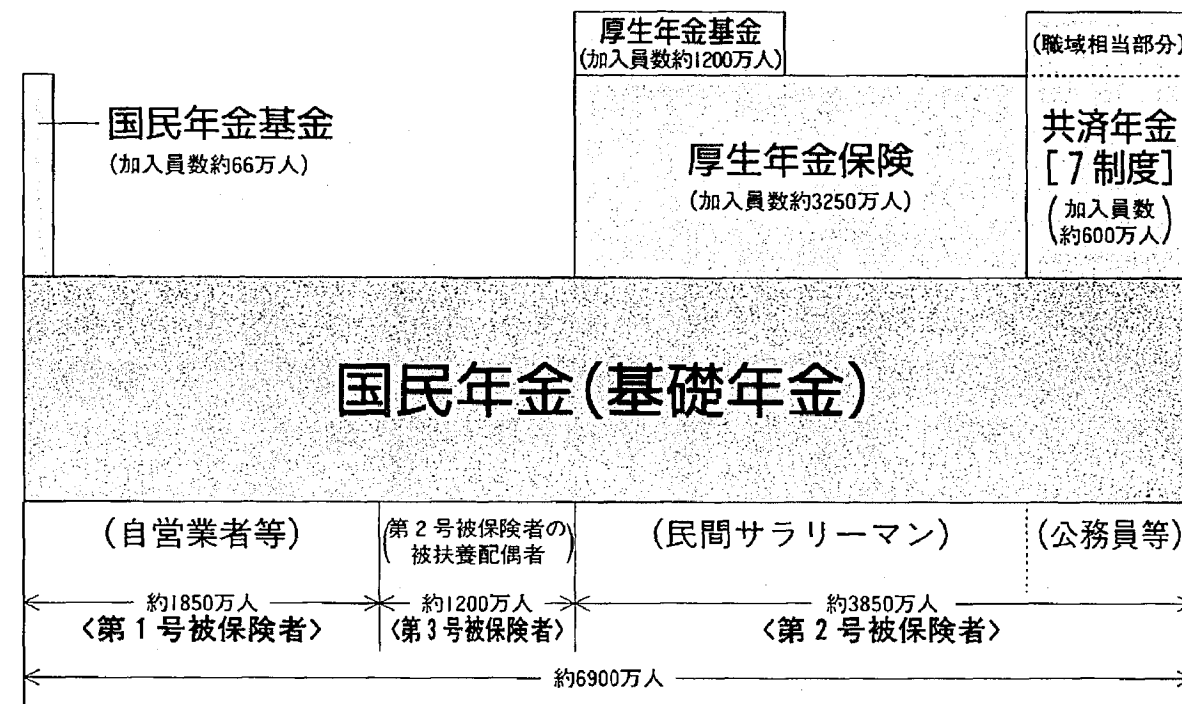 厚生年金基金
(加入員数約1200万人)
(職域相当部分)
国民年金基金
(加入員数約66万人)
厚生年金保険
(加入員数約3250万人)
共済年金
[7制度]
(加入員数
約600万人)
国民年金(基礎年金)
(自営業者等)
(第2号被保険者の
被扶養配偶者)
(民間サラリーマン)
(公務員等)
約1850万人
〈第1号被保険者〉
約1200万人
〈第3号被保険者〉
約3850万人
〈第2号被保険者〉
約6900万人